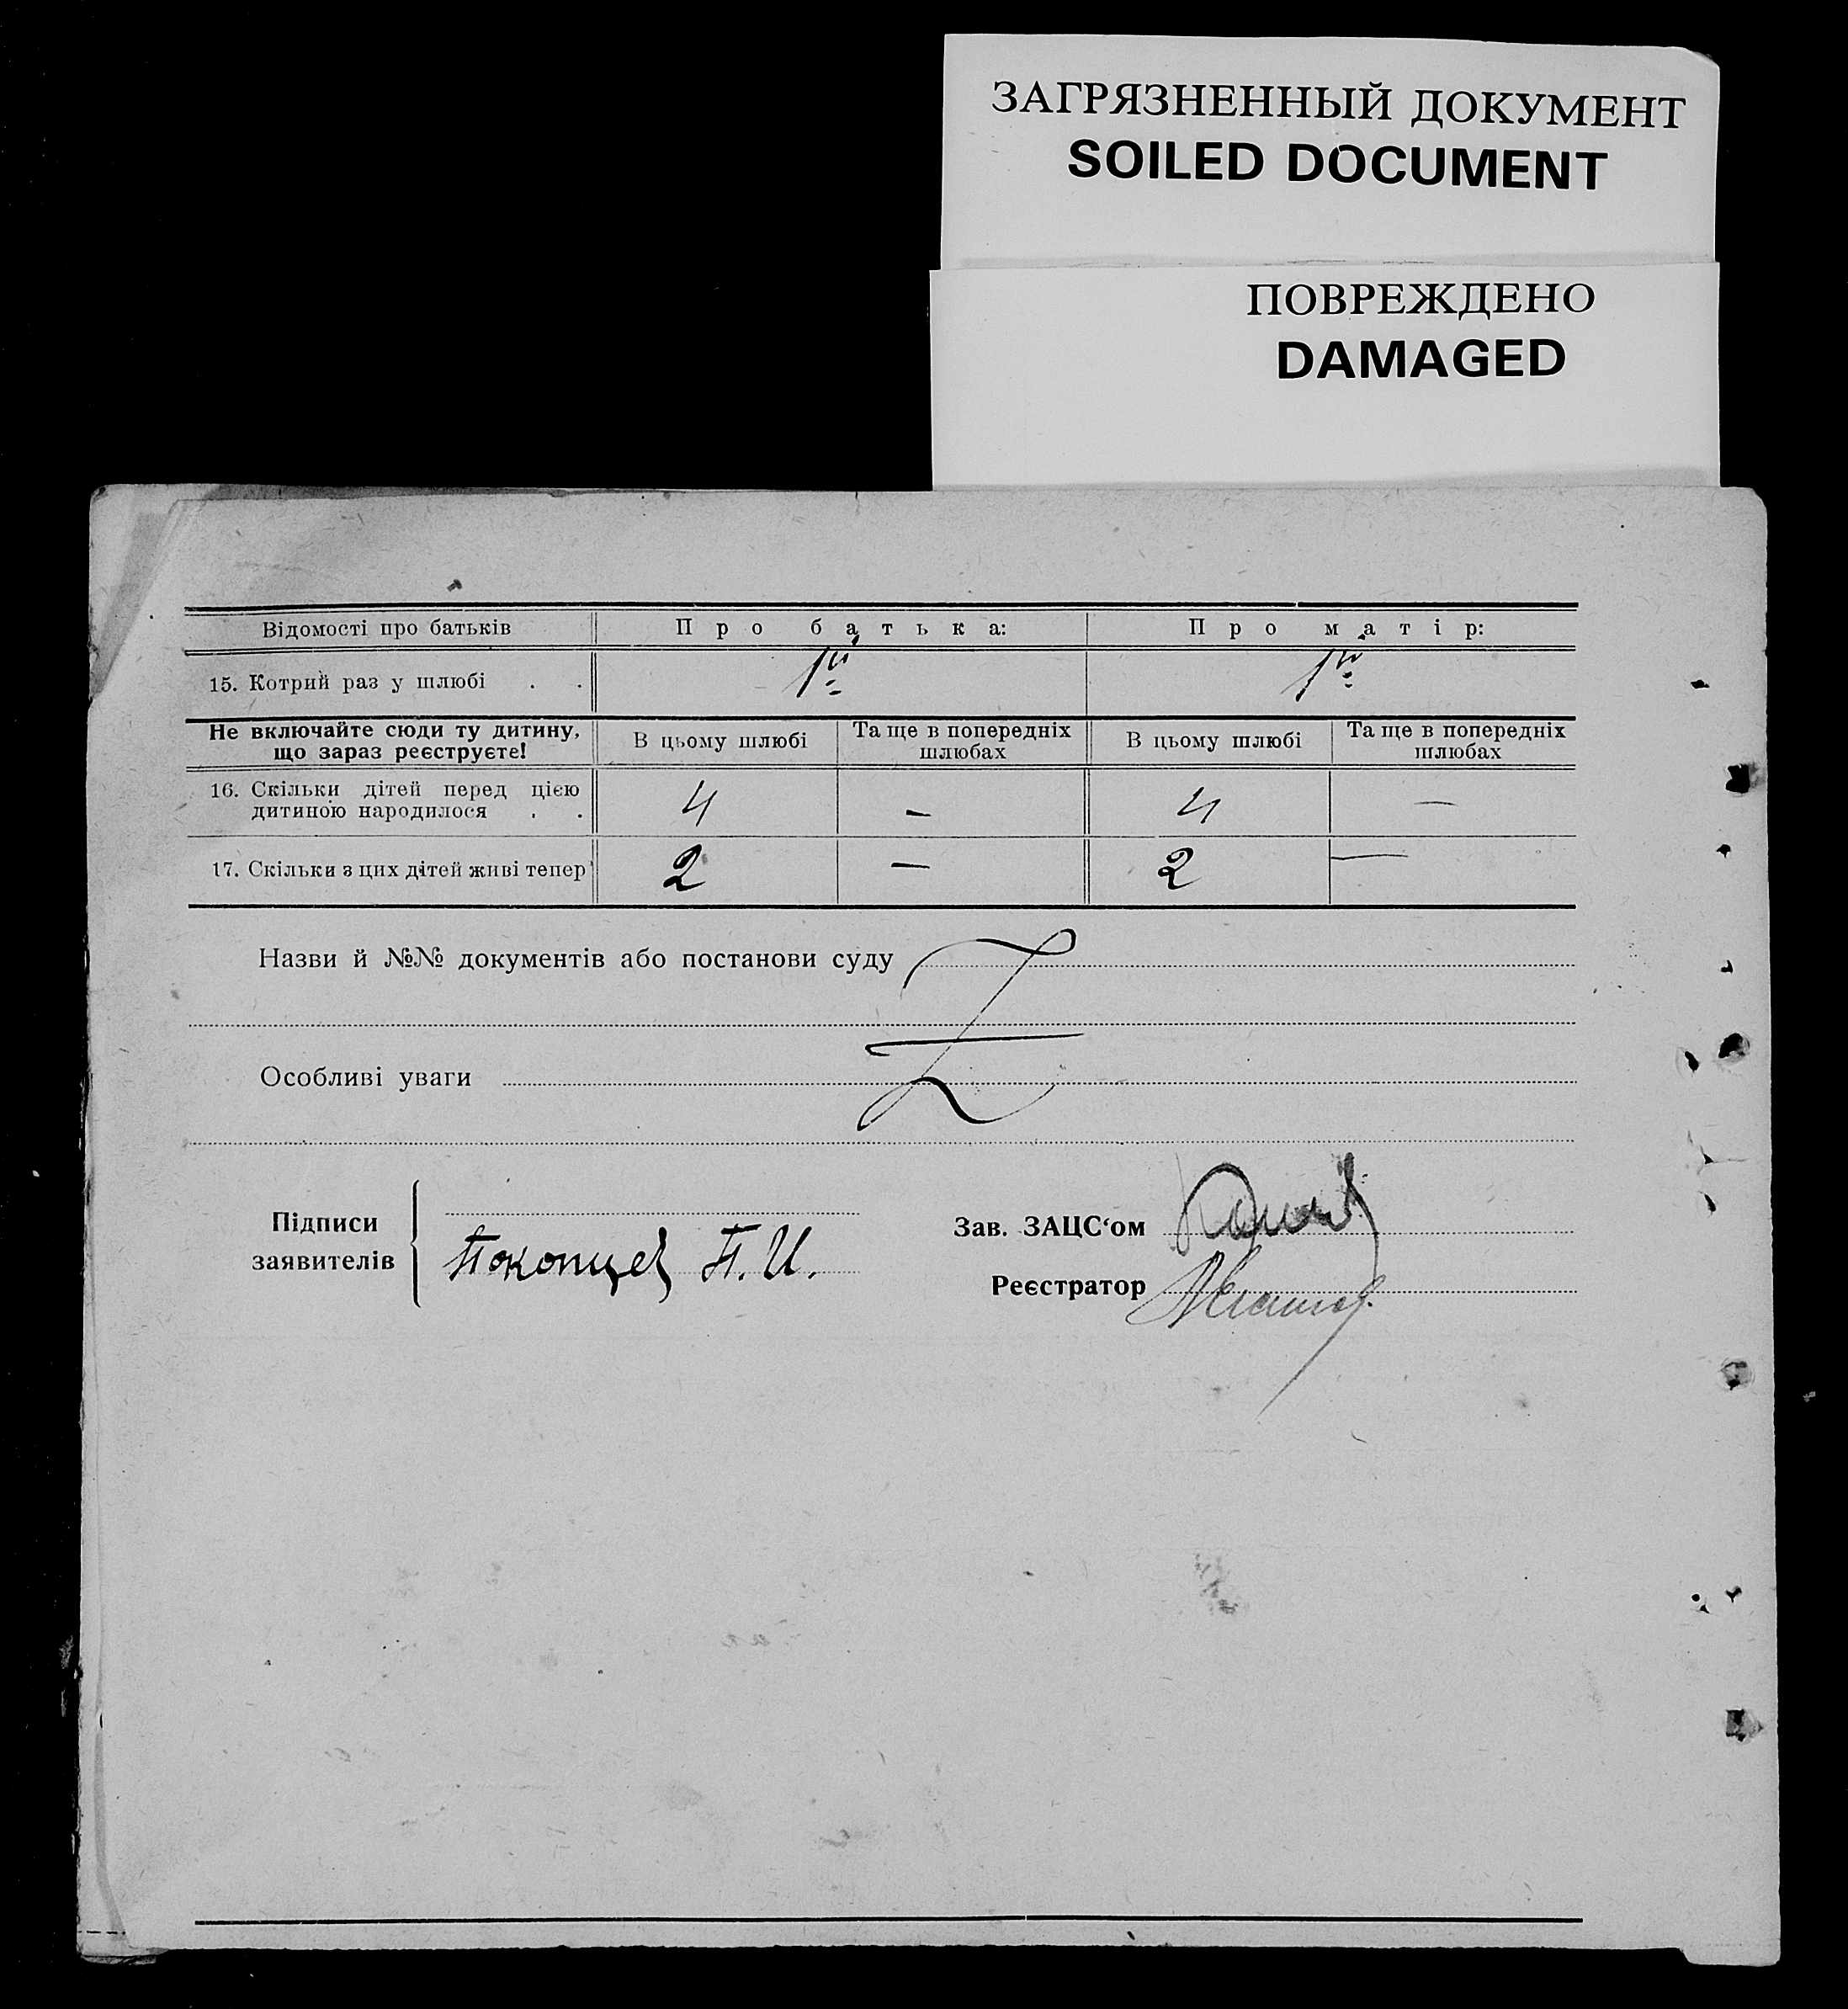 ЗАГРЯЗНЕННЫЙ ДОКУМЕНТ
SOILED DOCUMENT
ПОВРЕЖДЕНО
DAMAGED
Відомості про батьків Про батька: Про матір:
15. Котрий раз у шлюбі . . 1й 1й
Не включайте сюди ту дитину, що зараз реєструєте! В цьому шлюбі Та ще в попередніх шлюбах В цьому шлюбі Та ще в попередніх шлюбах
16. Скільки дітей перед цією
дитиною народилося . . 4 — 4 —
17. Скільки з цих дітей живі тепер 2 — 2 —
Назви й №№ документів або постанови суду
Особливі уваги
Підписи
заявителів
П. И.
Зав. ЗАЦС‘ом
Реєстратор